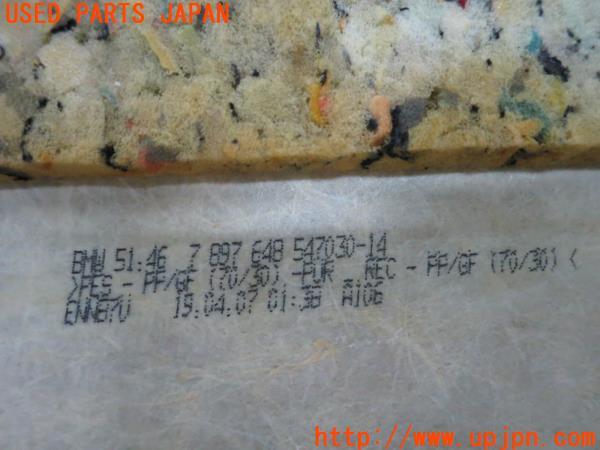 USED PARTS JAPAN
BMW 51.46 7 897 648 547030-14
>PES - PP/GF (70/30) -PUR REC - PP/GF (70/30) <
19.04.07 01:38 A106
http://www.upjpn.com/